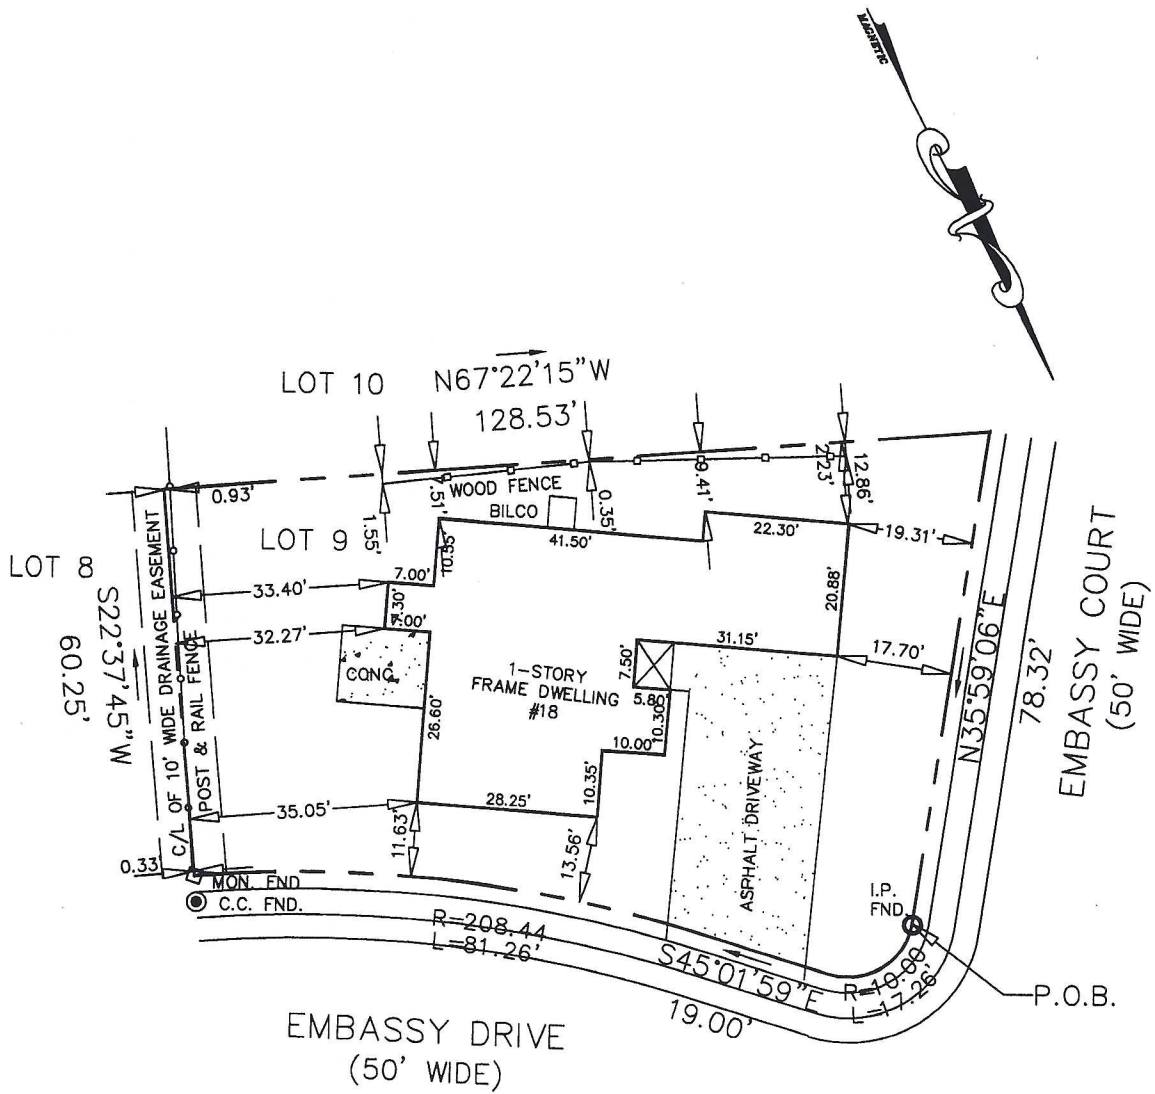 MAGNETIC
LOT 10
N67°22'15"W
128.53'
0.93'
WOOD FENCE
BILCO
1.55'
.51'
0.35'
9.41'
2.23'
12.86'
22.30'
19.31'
41.50'
10.55'
LOT 9
LOT 8
7.00'
33.40'
7.30'
7.00'
32.27'
CONC.
20.88'
31.15'
17.70'
7.50'
5.80'
10.30'
10.00'
10.35'
1-STORY
FRAME DWELLING
#18
26.60'
28.25'
35.05'
11.63'
13.56'
ASPHALT DRIVEWAY
S22°37'45"W
60.25'
C/L OF 10' WIDE DRAINAGE EASEMENT
POST & RAIL FENCE
N35°59'06"E
78.32'
EMBASSY COURT
(50' WIDE)
0.33'
MON. FND
C.C. FND.
I.P.
FND.
R=208.44
L=81.26'
S45°01'59"E
19.00'
R=10.00'
L=17.26'
P.O.B.
EMBASSY DRIVE
(50' WIDE)